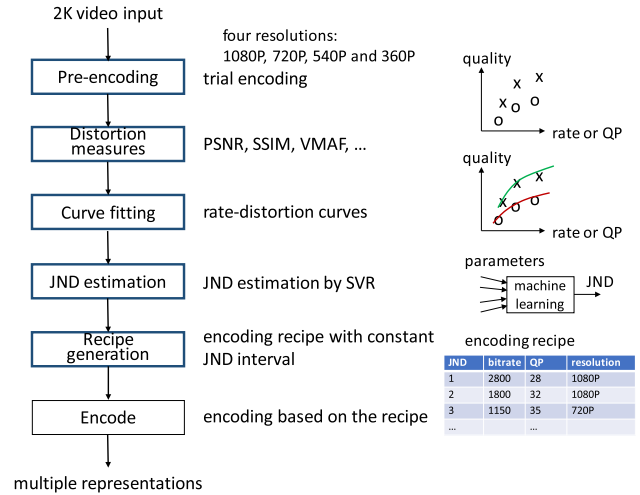 2K video input
four resolutions:
1080P, 720P, 540P and 360P
Pre-encoding
trial encoding
quality
x
x
x
o
o
o
rate or QP
Distortion
measures
PSNR, SSIM, VMAF, ...
quality
x
x
x
o
o
o
rate or QP
Curve fitting
rate-distortion curves
parameters
machine
learning
JND
JND estimation
JND estimation by SVR
Recipe
generation
encoding recipe with constant
JND interval
encoding recipe
JND bitrate QP resolution
1 2800 28 1080P
2 1800 32 1080P
3 1150 35 720P
... ...
Encode
encoding based on the recipe
multiple representations